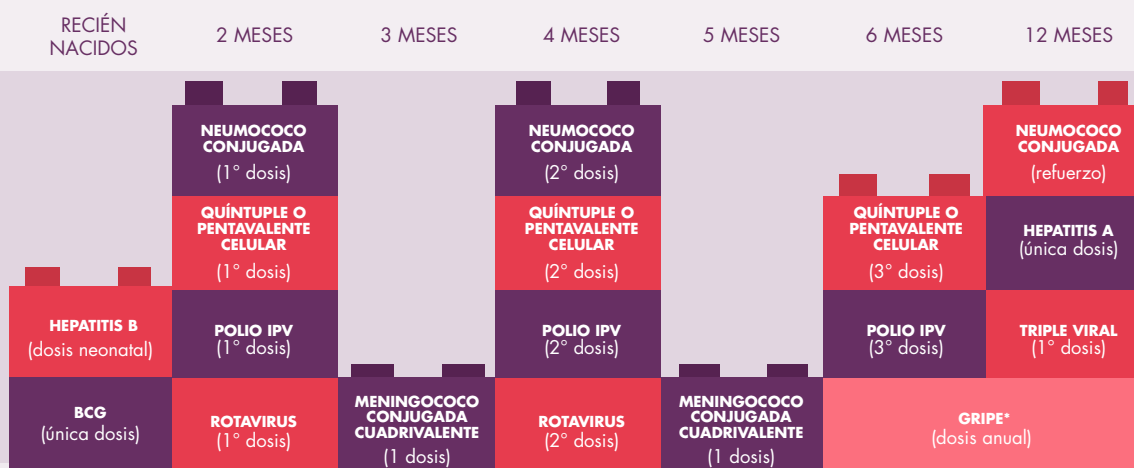 RECIÉN
NACIDOS
2 MESES
3 MESES
4 MESES
5 MESES
6 MESES
12 MESES
HEPATITIS B
(dosis neonatal)
BCG
(única dosis)
NEUMOCOCO
CONJUGADA
(1° dosis)
QUÍNTUPLE O
PENTAVALENTE
CELULAR
(1° dosis)
POLIO IPV
(1° dosis)
ROTAVIRUS
(1° dosis)
MENINGOCOCO
CONJUGADA
CUADRIVALENTE
(1 dosis)
NEUMOCOCO
CONJUGADA
(2° dosis)
QUÍNTUPLE O
PENTAVALENTE
CELULAR
(2° dosis)
POLIO IPV
(2° dosis)
ROTAVIRUS
(2° dosis)
MENINGOCOCO
CONJUGADA
CUADRIVALENTE
(1 dosis)
QUÍNTUPLE O
PENTAVALENTE
CELULAR
(3° dosis)
POLIO IPV
(3° dosis)
NEUMOCOCO
CONJUGADA
(refuerzo)
HEPATITIS A
(única dosis)
TRIPLE VIRAL
(1° dosis)
GRIPE*
(dosis anual)